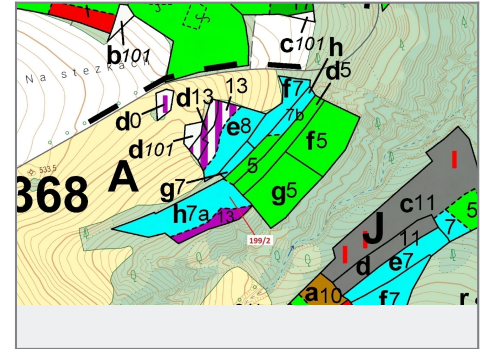 b101
c101
h
d5
Na stezkách
d13
13
f7
d0
7b
e8
f5
d101
533,5
A
5
368
g7
g5
h7a
13
c11
J
5
7
199/2
11
d
e7
a10
f7
r